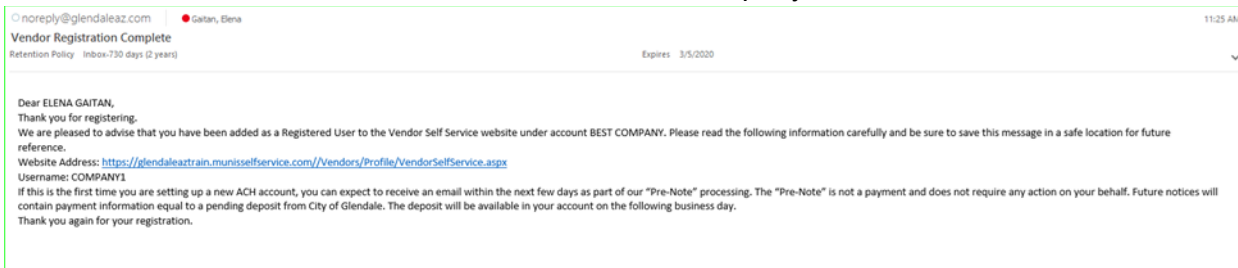 noreply@glendaleaz.com Gaitan, Elena 11:25 AM
Vendor Registration Complete
Retention Policy Inbox-730 days (2 years) Expires 3/5/2020
Dear ELENA GAITAN,
Thank you for registering.
We are pleased to advise that you have been added as a Registered User to the Vendor Self Service website under account BEST COMPANY. Please read the following information carefully and be sure to save this message in a safe location for future
reference.
Website Address: https://glendaleaztrain.munisselfservice.com//Vendors/Profile/VendorSelfService.aspx
Username: COMPANY1
If this is the first time you are setting up a new ACH account, you can expect to receive an email within the next few days as part of our “Pre-Note” processing. The “Pre-Note” is not a payment and does not require any action on your behalf. Future notices will
contain payment information equal to a pending deposit from City of Glendale. The deposit will be available in your account on the following business day.
Thank you again for your registration.